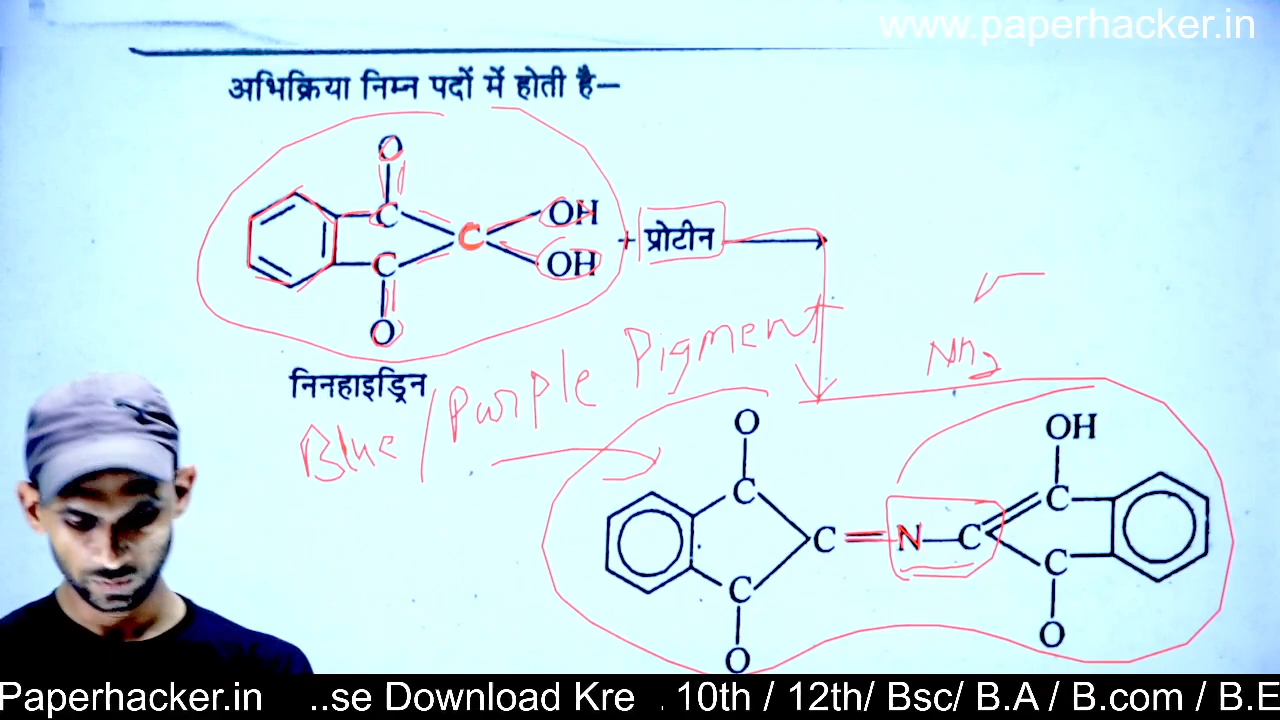 www.paperhacker.in
अभिक्रिया निम्न पदों में होती है—
O
C
C
OH
C
OH
+ प्रोटीन
C
O
निनहाइड्रिन
Blue/Purple Pigment
NH2
O
OH
C
C
C=N—C
C
C
O
O
Paperhacker.in ..se Download Kre . 10th / 12th/ Bsc/ B.A / B.com / B.E